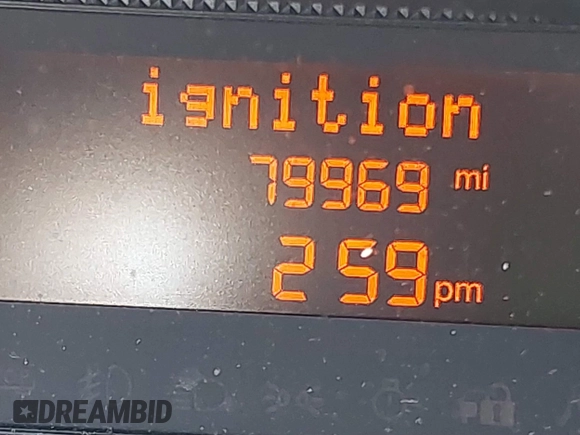 ignition
79969 mi
2 59 pm
DREAMBID